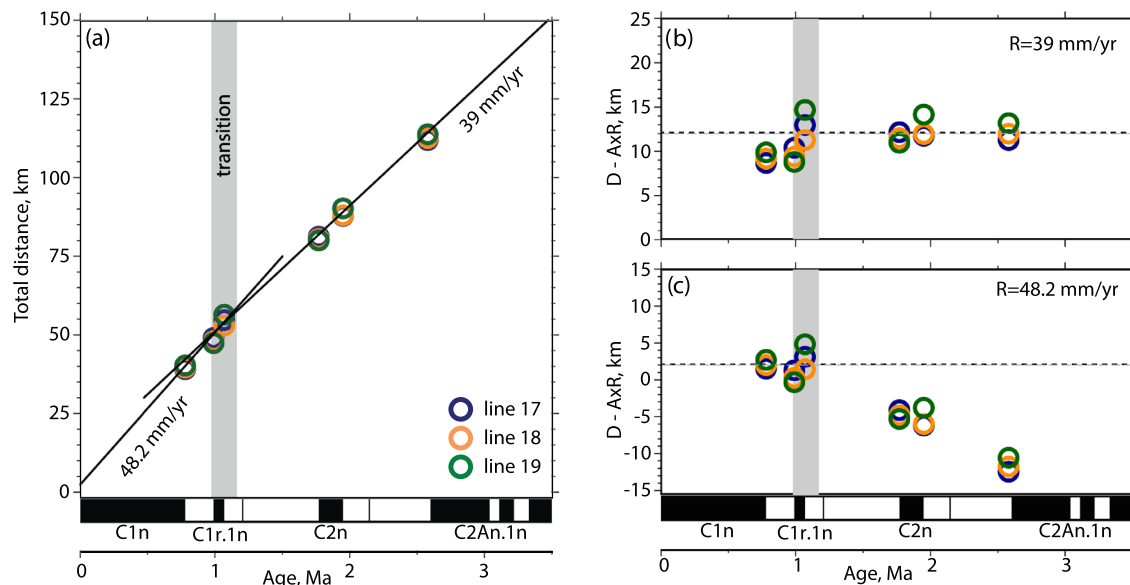 150
125
100
75
50
25
0
Total distance, km
(a)
transition
39 mm/yr
48.2 mm/yr
line 17
line 18
line 19
C1n
C1r.1n
C2n
C2An.1n
0
1
2
3
Age, Ma
25
20
15
10
5
0
D - AxR, km
(b)
R=39 mm/yr
15
10
5
0
-5
-10
-15
D - AxR, km
(c)
R=48.2 mm/yr
C1n
C1r.1n
C2n
C2An.1n
0
1
2
3
Age, Ma